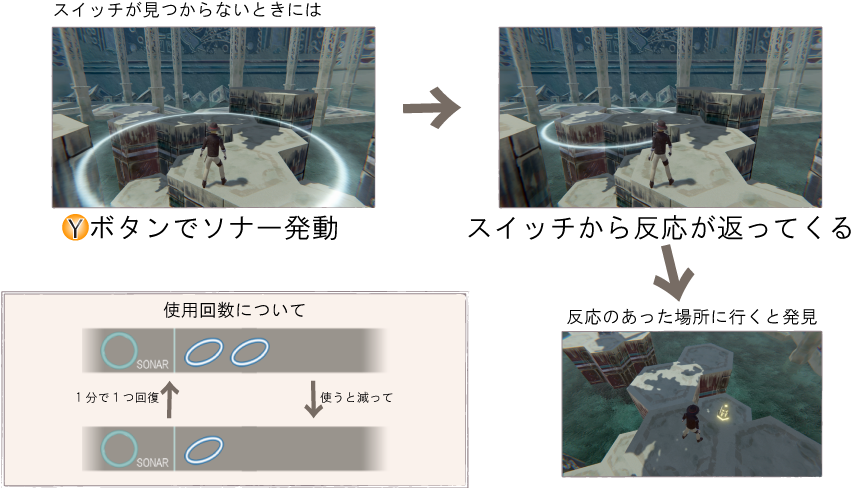 スイッチが見つからないときには
Yボタンでソナー発動
スイッチから反応が返ってくる
反応のあった場所に行くと発見
使用回数について
SONAR
1分で1つ回復
使うと減って
SONAR